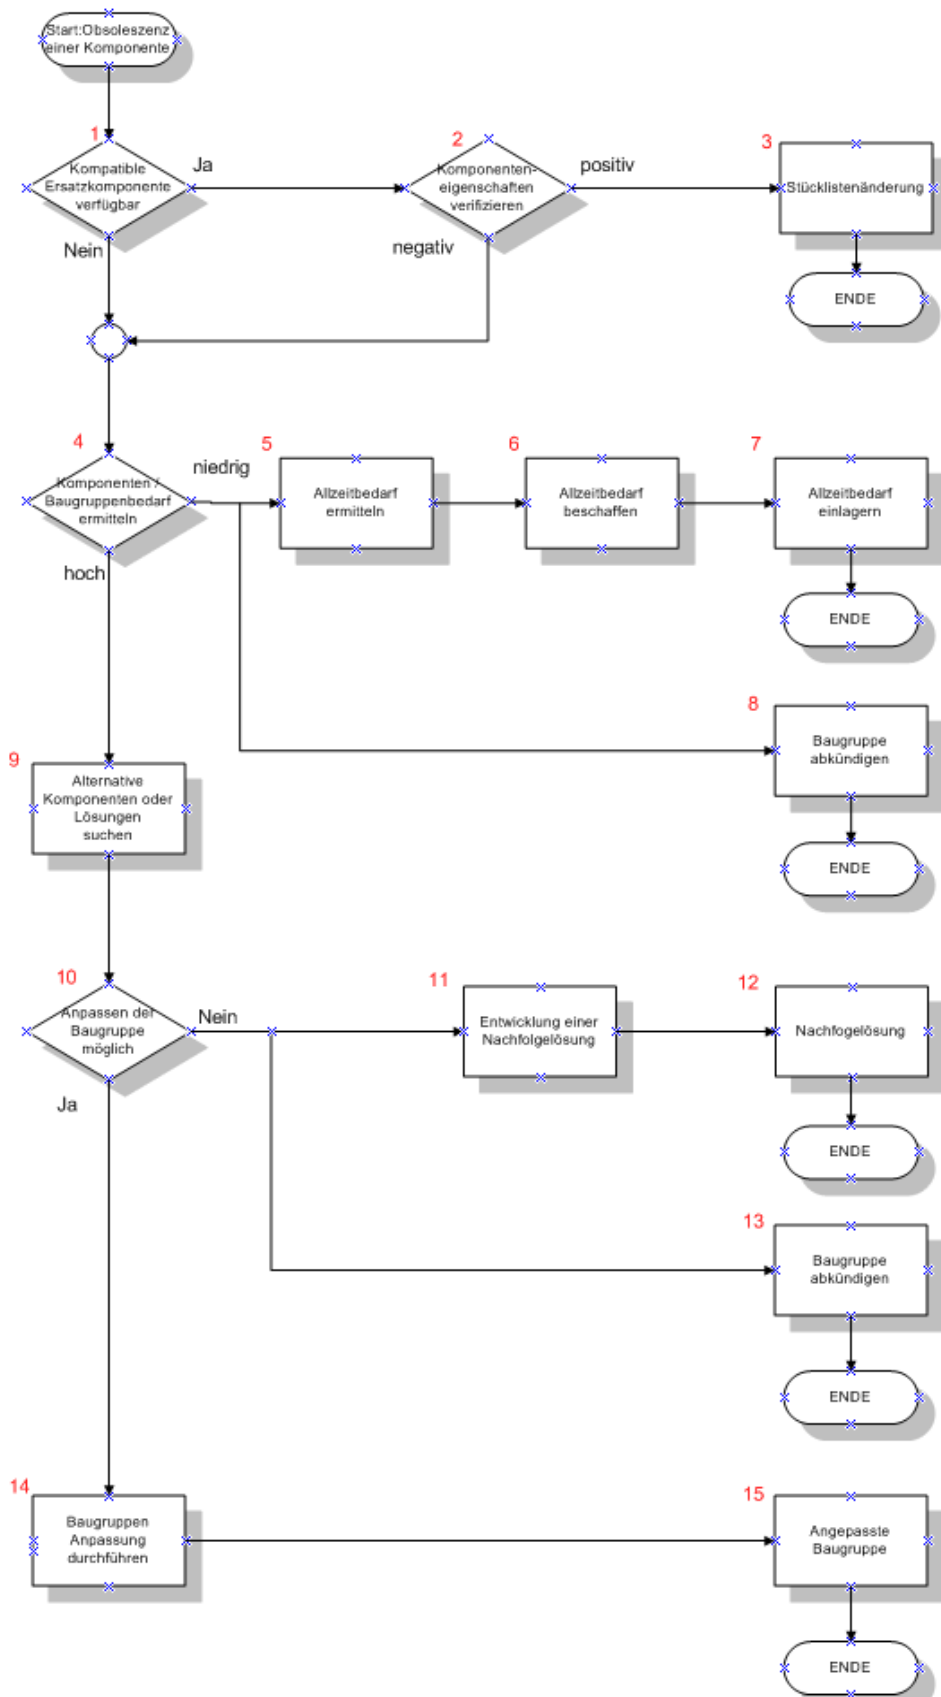 Start:Obsoleszenz
einer Komponente
1
Kompatible
Ersatzkomponente
verfügbar
Ja
Nein
2
Komponenten-
eigenschaften
verifizieren
positiv
negativ
3
Stücklistenänderung
ENDE
4
Komponenten /
Baugruppenbedarf
ermitteln
niedrig
hoch
5
Allzeitbedarf
ermitteln
6
Allzeitbedarf
beschaffen
7
Allzeitbedarf
einlagern
ENDE
8
Baugruppe
abkündigen
ENDE
9
Alternative
Komponenten oder
Lösungen
suchen
10
Anpassen der
Baugruppe
möglich
Nein
Ja
11
Entwicklung einer
Nachfolgelösung
12
Nachfogelösung
ENDE
13
Baugruppe
abkündigen
ENDE
14
Baugruppen
Anpassung
durchführen
15
Angepasste
Baugruppe
ENDE